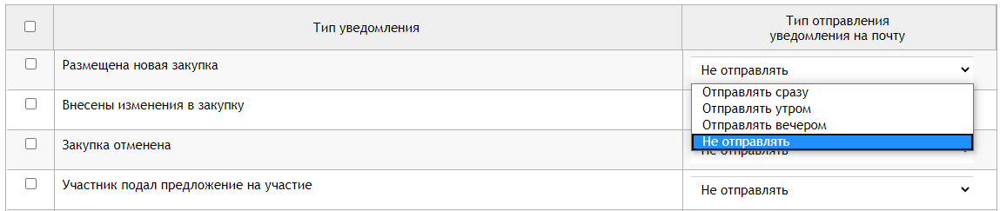 Тип уведомления
Тип отправления
уведомления на почту
Размещена новая закупка
Не отправлять
Отправлять сразу
Отправлять утром
Отправлять вечером
Не отправлять
Внесены изменения в закупку
Закупка отменена
Не отправлять
Участник подал предложение на участие
Не отправлять